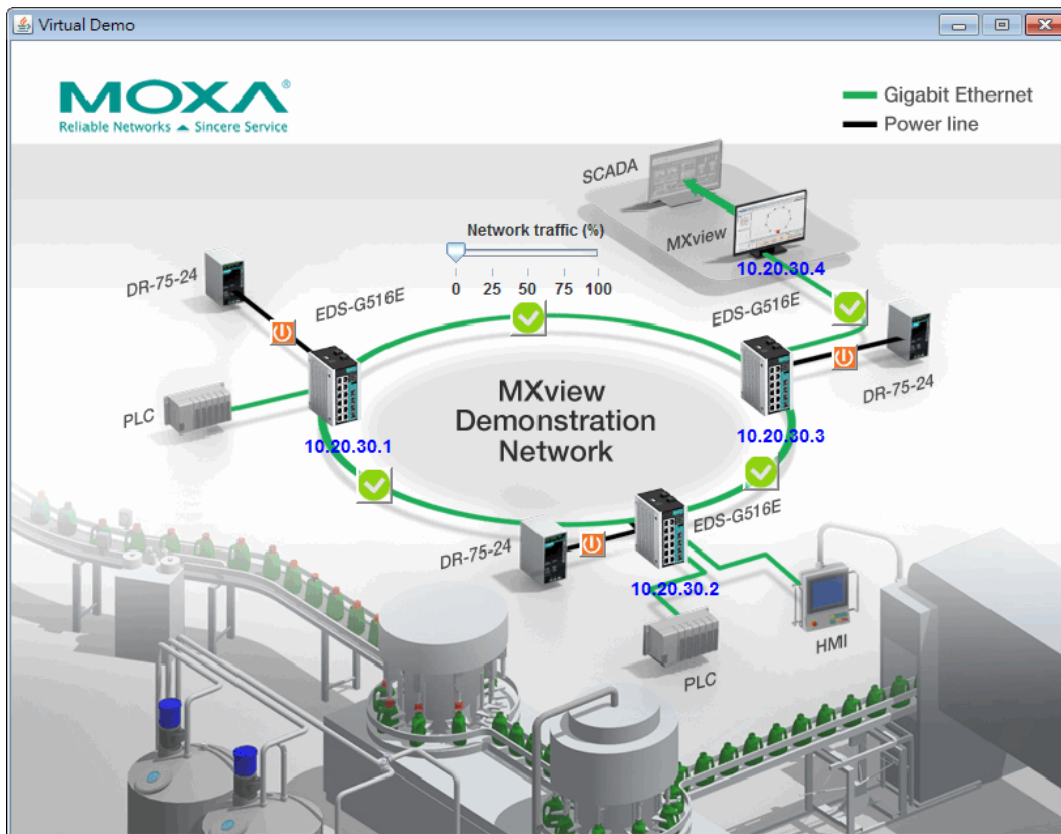 Virtual Demo
MOXA®
Reliable Networks ▲ Sincere Service
Gigabit Ethernet
Power line
SCADA
MXview
10.20.30.4
Network traffic (%)
0 25 50 75 100
DR-75-24
EDS-G516E
EDS-G516E
DR-75-24
PLC
10.20.30.1
MXview
Demonstration
Network
10.20.30.3
EDS-G516E
DR-75-24
10.20.30.2
HMI
PLC